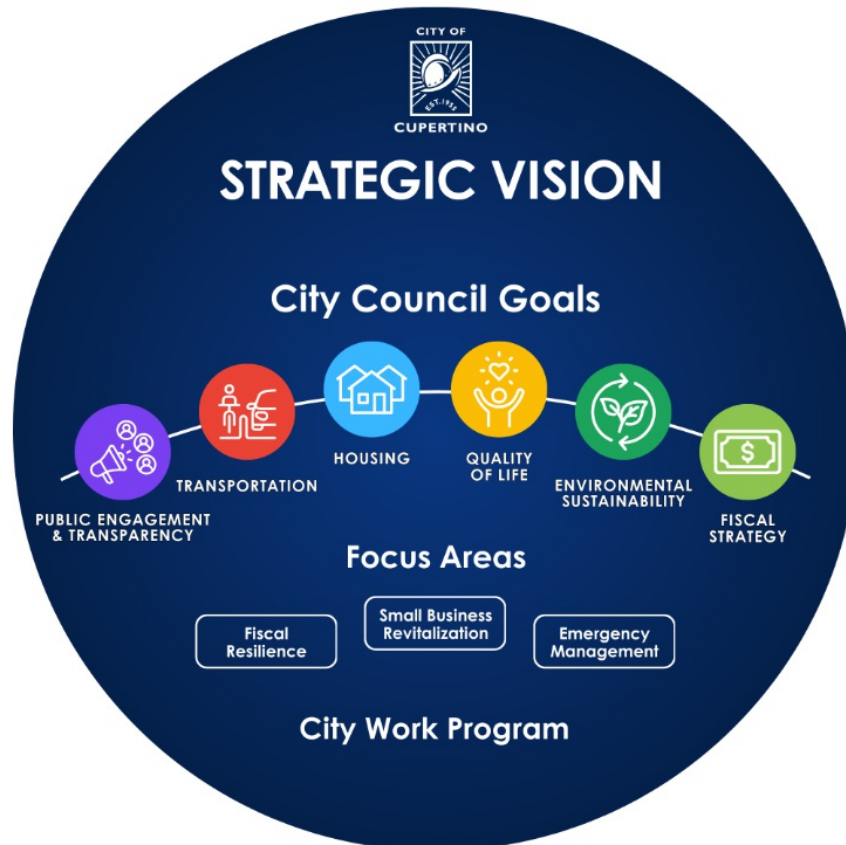 CITY OF
EST. 1955
CUPERTINO
STRATEGIC VISION
City Council Goals
PUBLIC ENGAGEMENT
& TRANSPARENCY
TRANSPORTATION
HOUSING
QUALITY
OF LIFE
ENVIRONMENTAL
SUSTAINABILITY
$
FISCAL
STRATEGY
Focus Areas
Fiscal
Resilience
Small Business
Revitalization
Emergency
Management
City Work Program